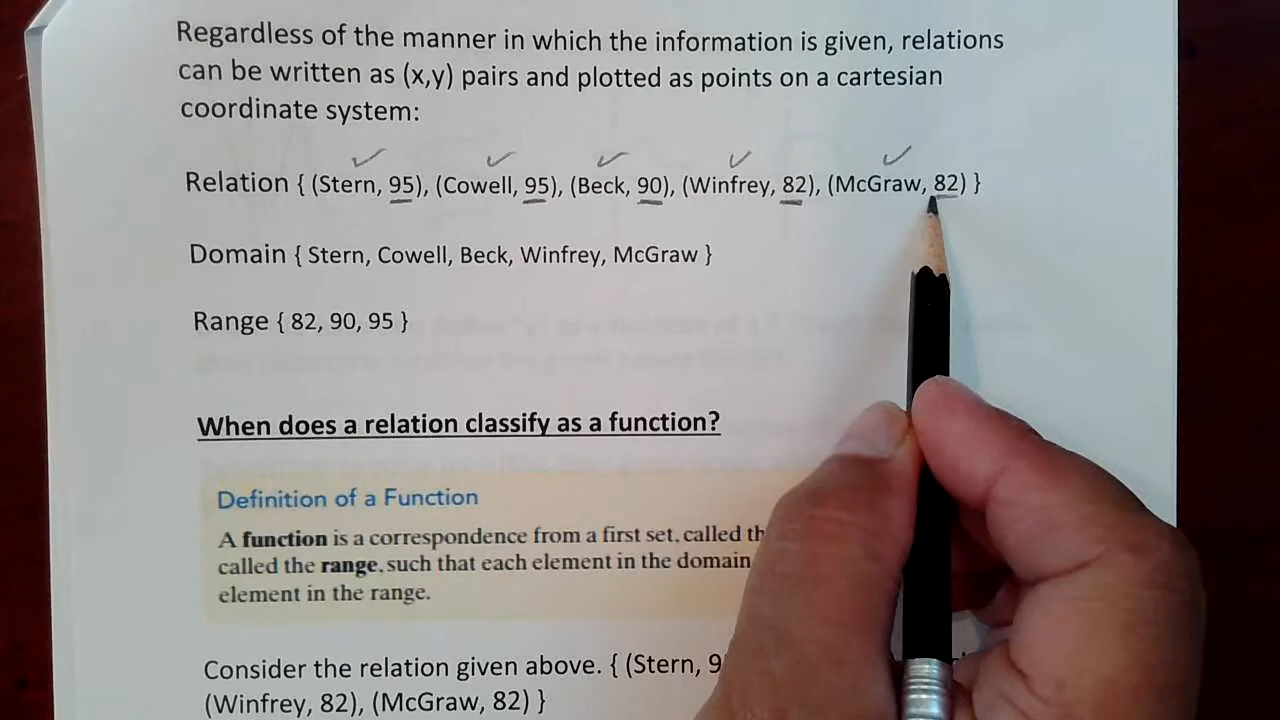 Regardless of the manner in which the information is given, relations
can be written as (x,y) pairs and plotted as points on a cartesian
coordinate system:
Relation { (Stern, 95), (Cowell, 95), (Beck, 90), (Winfrey, 82), (McGraw, 82) }
Domain { Stern, Cowell, Beck, Winfrey, McGraw }
Range { 82, 90, 95 }
When does a relation classify as a function?
Definition of a Function
A function is a correspondence from a first set, called th
called the range, such that each element in the domain
element in the range.
Consider the relation given above. { (Stern, 9
(Winfrey, 82), (McGraw, 82) }